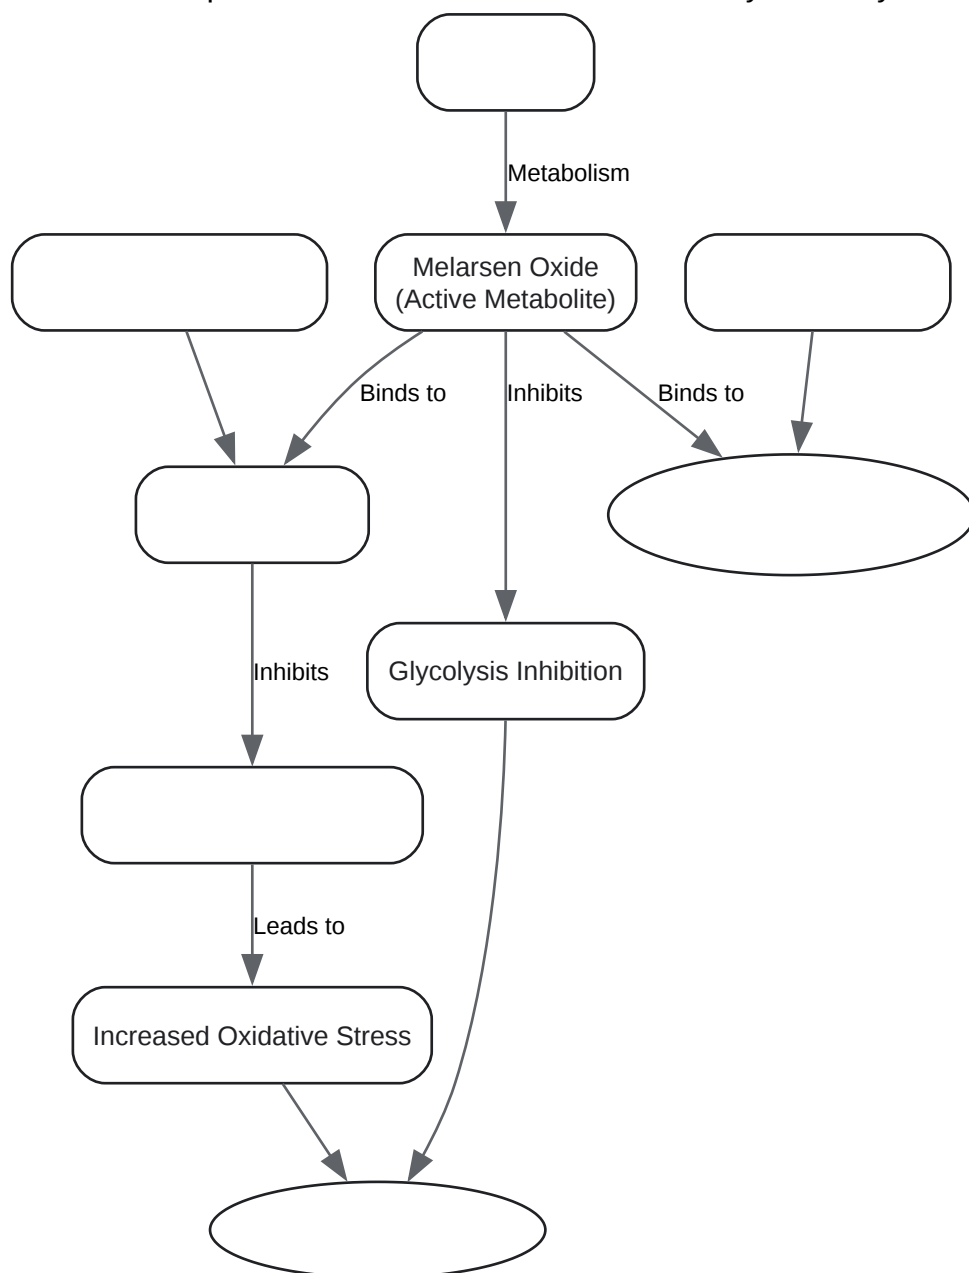 Metabolism
Melarsen Oxide
(Active Metabolite)
Binds to
Inhibits
Binds to
Inhibits
Glycolysis Inhibition
Leads to
Increased Oxidative Stress